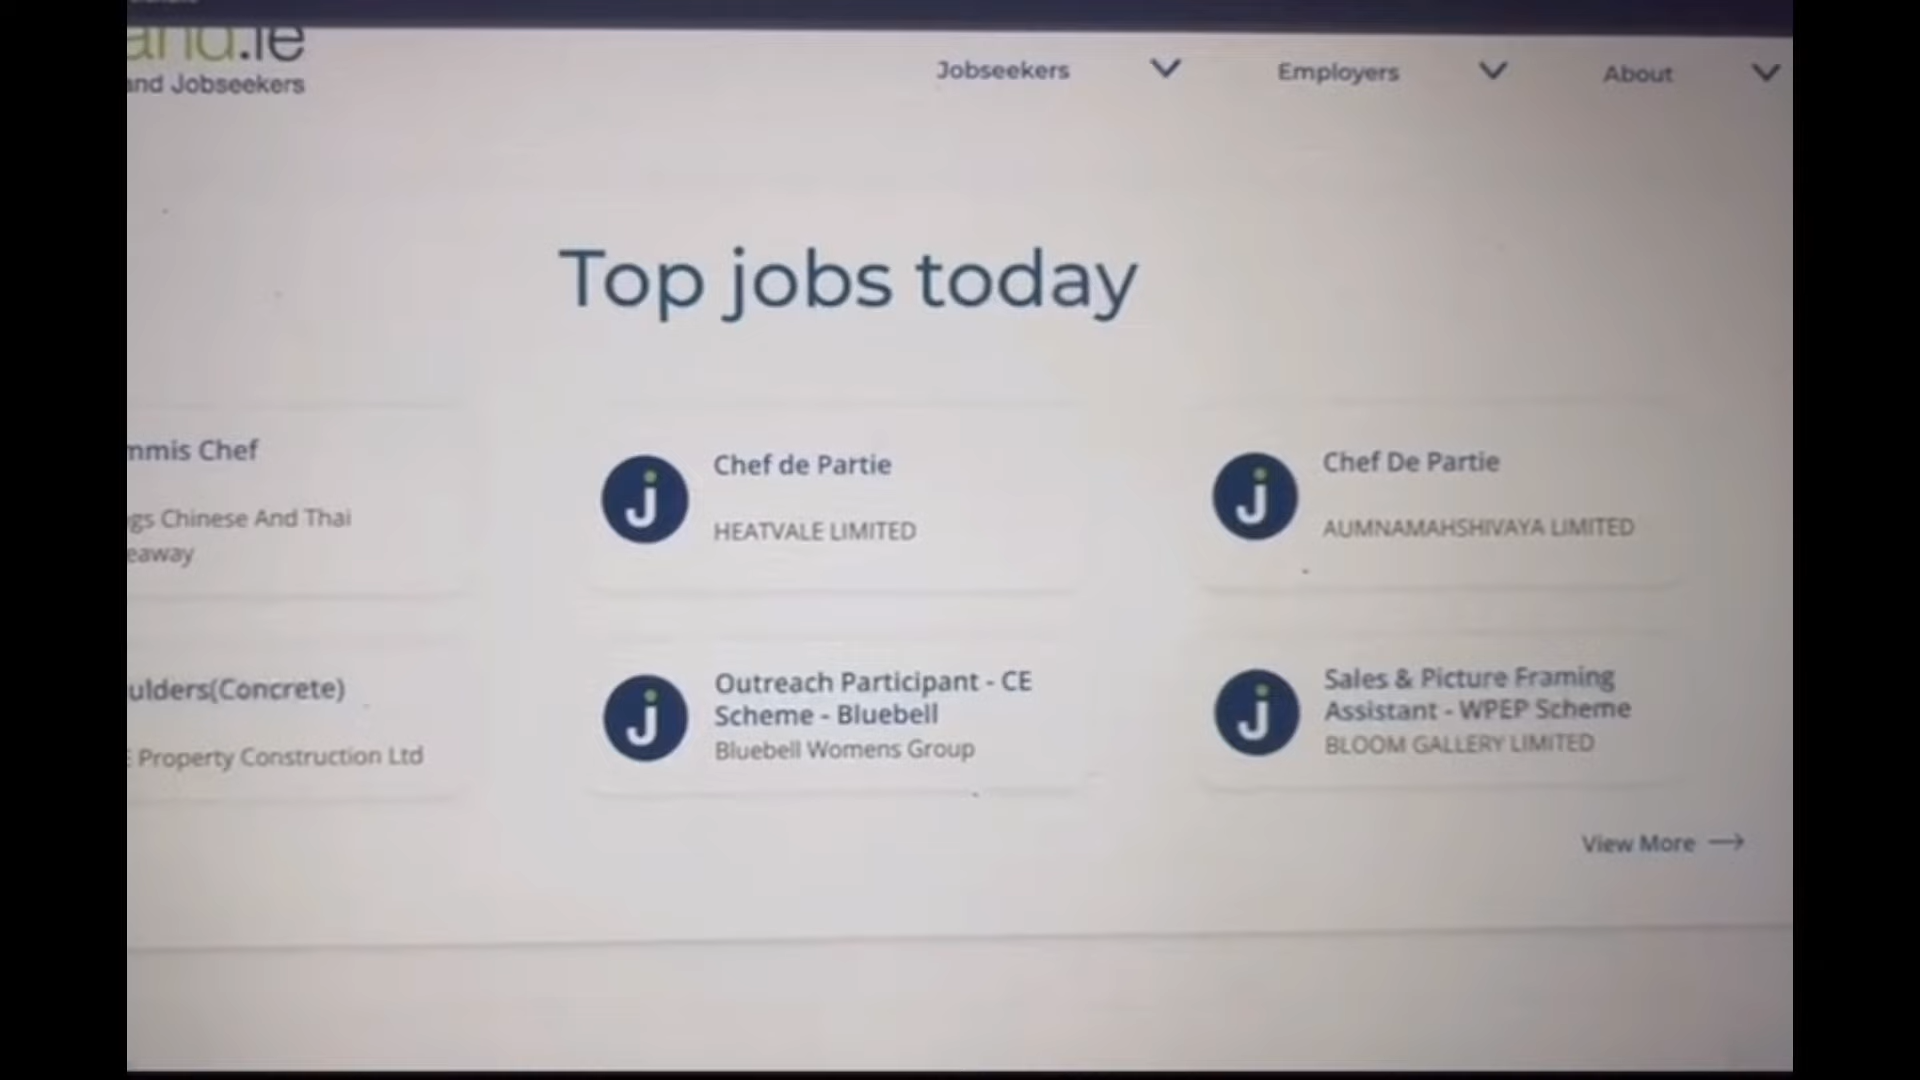 and.ie
and Jobseekers
Jobseekers
Employers
About
Top jobs today
mmis Chef
gs Chinese And Thai
eaway
Chef de Partie
HEATVALE LIMITED
Chef De Partie
AUMNAMAHSHIVAYA LIMITED
ulders(Concrete)
Property Construction Ltd
Outreach Participant - CE
Scheme - Bluebell
Bluebell Womens Group
Sales & Picture Framing
Assistant - WPEP Scheme
BLOOM GALLERY LIMITED
View More